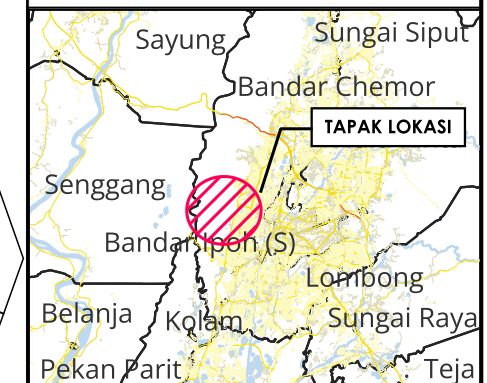 Sayung
Sungai Siput
Bandar Chemor
TAPAK LOKASI
Senggang
Bandar Ipoh (S)
Lombong
Belanja
Kolam
Sungai Raya
Pekan Parit
Teja